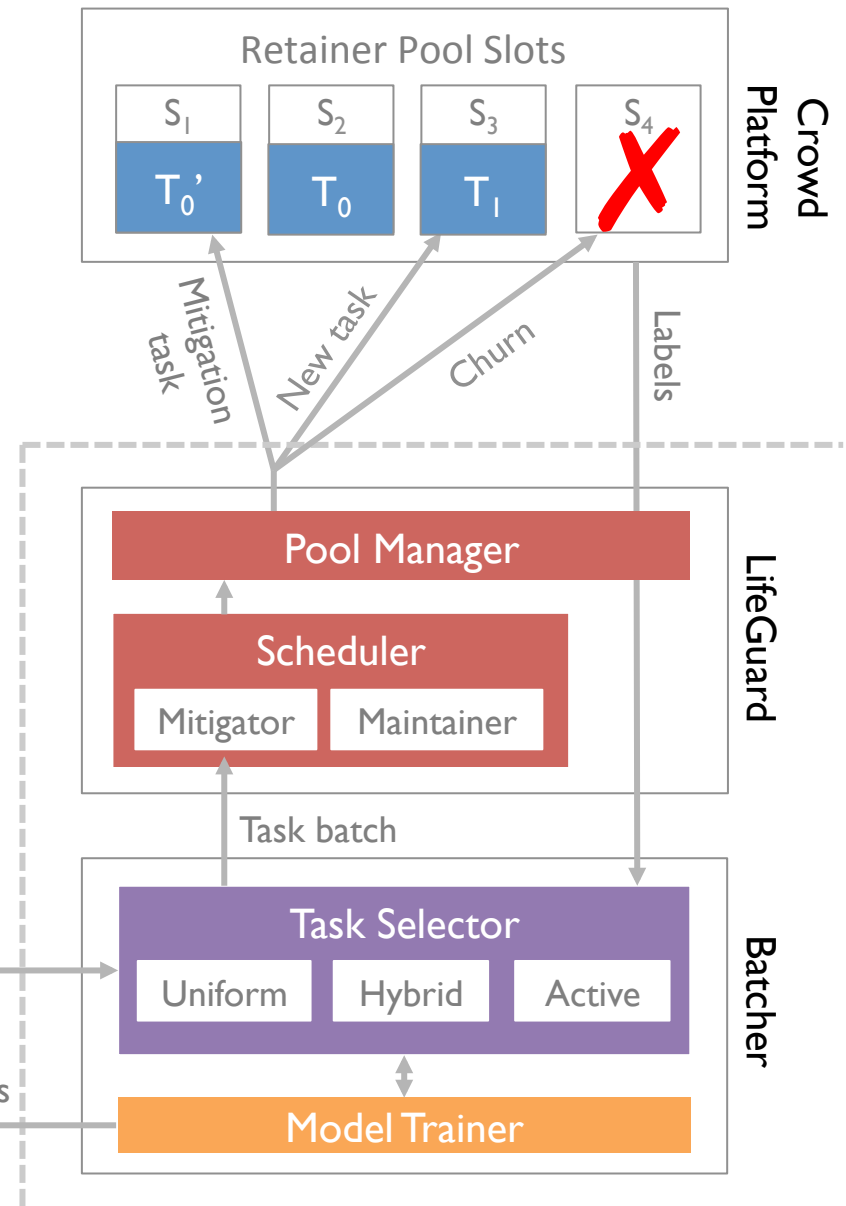 Retainer Pool Slots
S1 S2 S3 S4
T0’ T0 T1
Crowd
Platform
Mitigation
task
New task
Churn
Labels
Pool Manager
LifeGuard
Scheduler
Mitigator Maintainer
Task batch
Task Selector
Uniform Hybrid Active
Batcher
s
Model Trainer